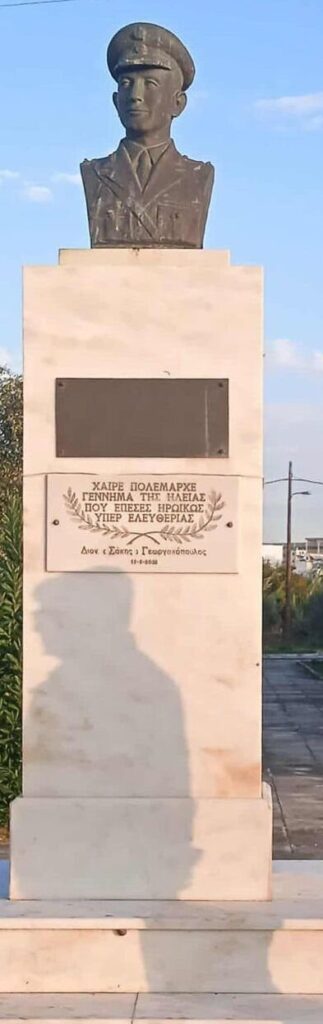 ΧΑΙΡΕ ΠΟΛΕΜΑΡΧΕ
ΓΕΝΝΗΜΑ ΤΗΣ ΗΛΕΙΑΣ
ΠΟΥ ΕΠΕΣΕΣ ΗΡΩΙΚΩΣ
ΥΠΕΡ ΕΛΕΥΘΕΡΙΑΣ
Διον. ( Σάκης ) Γεωργακόπουλος